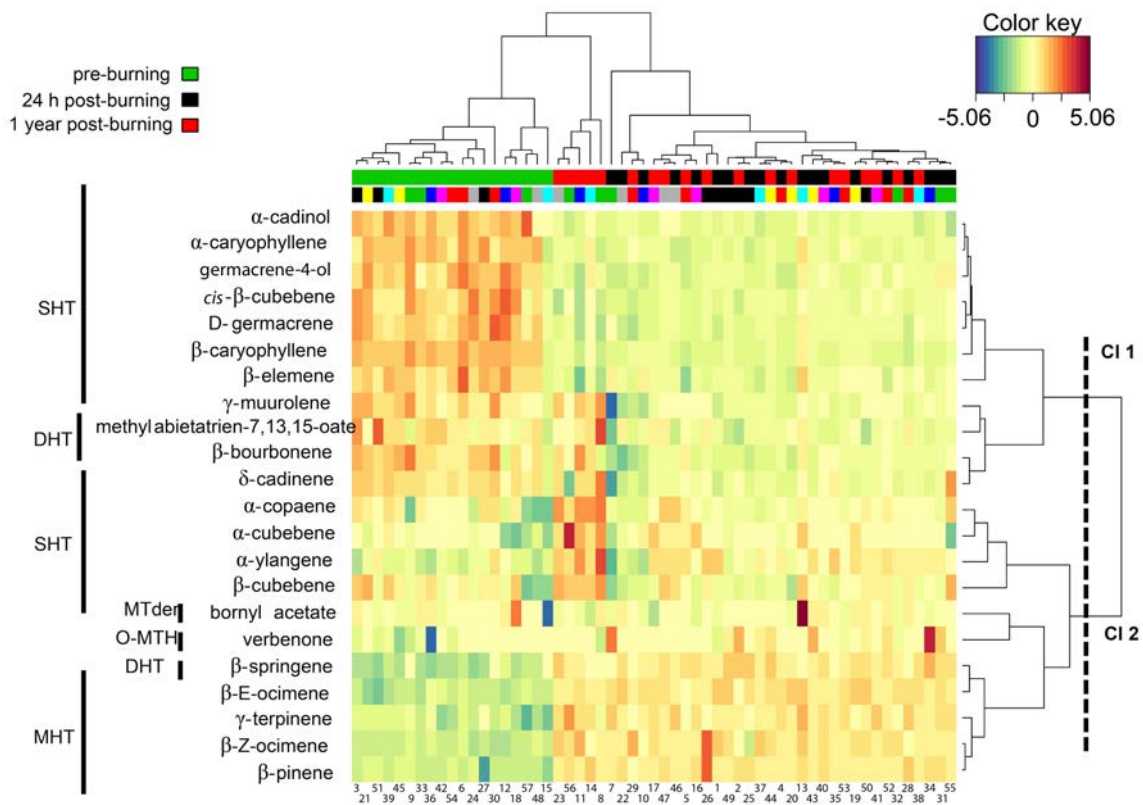 Color key
-5.06 0 5.06
pre-burning
24 h post-burning
1 year post-burning
SHT
DHT
SHT
MTder
O-MTH
DHT
MHT
α-cadinol
α-caryophyllene
germacrene-4-ol
cis-β-cubebene
D-germacrene
β-caryophyllene
β-elemene
γ-muurolene
methyl abietatrien-7,13,15-oate
β-bourbonene
δ-cadinene
α-copaene
α-cubebene
α-ylangene
β-cubebene
bornyl acetate
verbenone
β-springene
β-E-ocimene
γ-terpinene
β-Z-ocimene
β-pinene
Cl 1
Cl 2
3 51 45 33 42 6 27 12 57 15 56 14 7 29 17 46 16 1 2 37 4 13 40 53 50 52 28 34 55
21 39 9 36 54 24 30 18 48 23 11 8 22 10 47 5 26 49 25 44 20 43 35 19 41 32 38 31